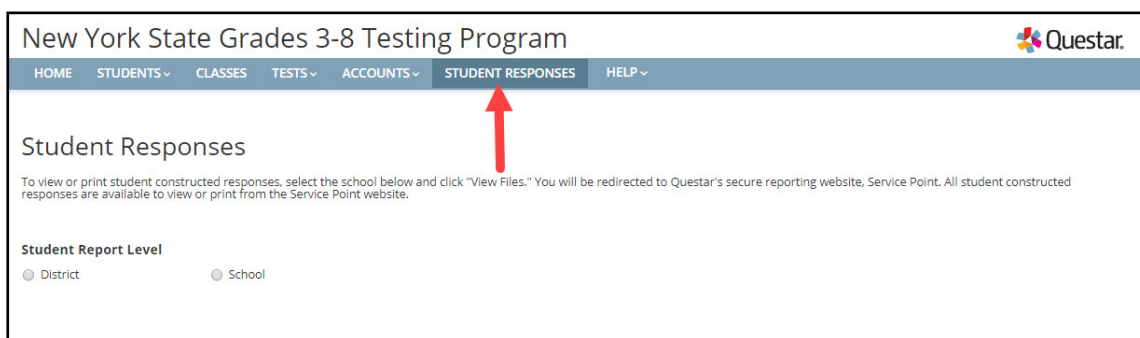 New York State Grades 3-8 Testing Program
Questar.
HOME STUDENTS CLASSES TESTS ACCOUNTS STUDENT RESPONSES HELP
Student Responses
To view or print student constructed responses, select the school below and click "View Files." You will be redirected to Questar's secure reporting website, Service Point. All student constructed
responses are available to view or print from the Service Point website.
Student Report Level
District School